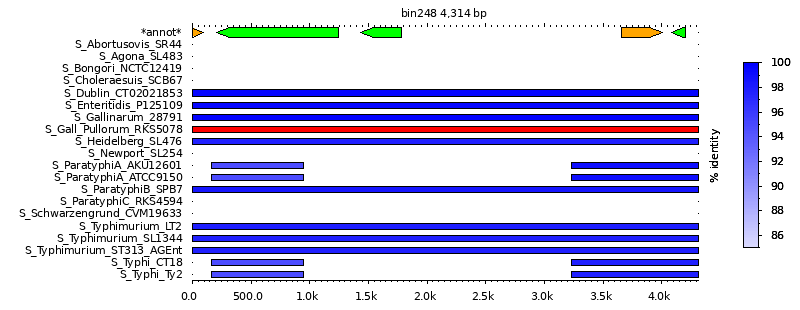 bin248 4,314 bp
*annot*
S_Abortusovis_SR44
S_Agona_SL483
S_Bongori_NCTC12419
S_Choleraesuis_SCB67
S_Dublin_CT02021853
S_Enteritidis_P125109
S_Gallinarum_28791
S_Gall_Pullorum_RKS5078
S_Heidelberg_SL476
S_Newport_SL254
S_ParatyphiA_AKU12601
S_ParatyphiA_ATCC9150
S_ParatyphiB_SPB7
S_ParatyphiC_RKS4594
S_Schwarzengrund_CVM19633
S_Typhimurium_LT2
S_Typhimurium_SL1344
S_Typhimurium_ST313_AGEnt
S_Typhi_CT18
S_Typhi_Ty2
0.0 500.0 1.0k 1.5k 2.0k 2.5k 3.0k 3.5k 4.0k
% identity
100
98
96
94
92
90
88
86